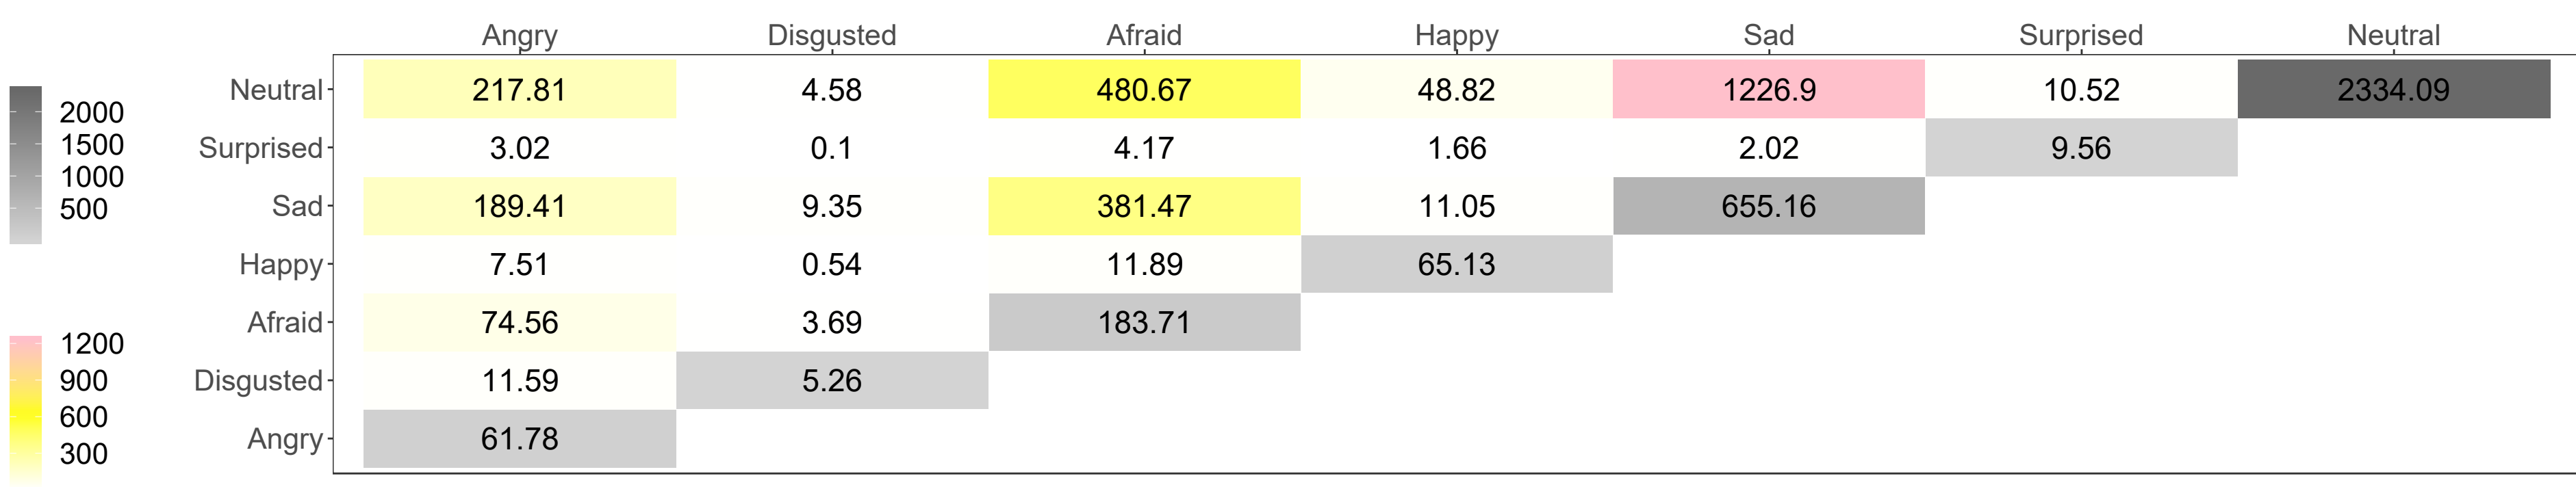 Angry Disgusted Afraid Happy Sad Surprised Neutral
Neutral 217.81 4.58 480.67 48.82 1226.9 10.52 2334.09
Surprised 3.02 0.1 4.17 1.66 2.02 9.56
Sad 189.41 9.35 381.47 11.05 655.16
Happy 7.51 0.54 11.89 65.13
Afraid 74.56 3.69 183.71
Disgusted 11.59 5.26
Angry 61.78
2000
1500
1000
500
1200
900
600
300